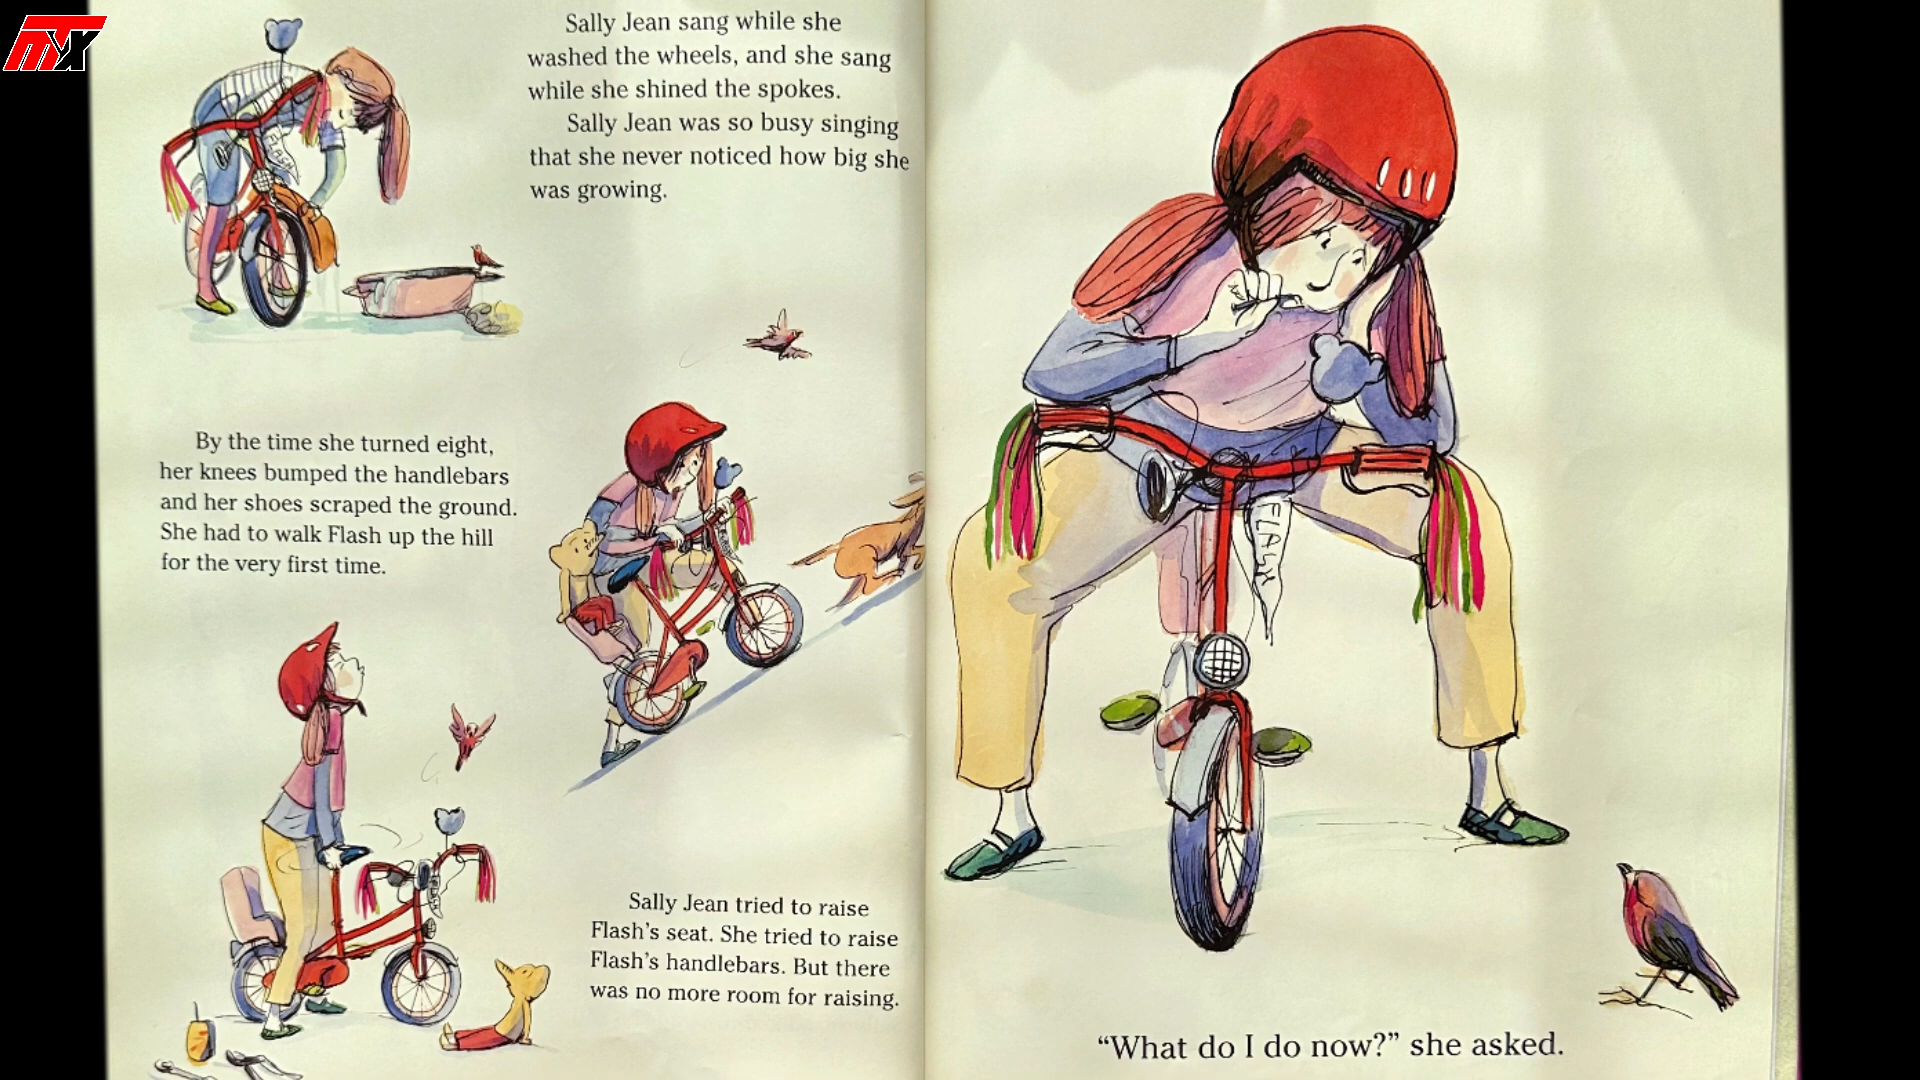 MYX
Sally Jean sang while she
washed the wheels, and she sang
while she shined the spokes.
Sally Jean was so busy singing
that she never noticed how big she
was growing.
FLASH
By the time she turned eight,
her knees bumped the handlebars
and her shoes scraped the ground.
She had to walk Flash up the hill
for the very first time.
Sally Jean tried to raise
Flash's seat. She tried to raise
Flash's handlebars. But there
was no more room for raising.
FLASH
FLASH
“What do I do now?” she asked.